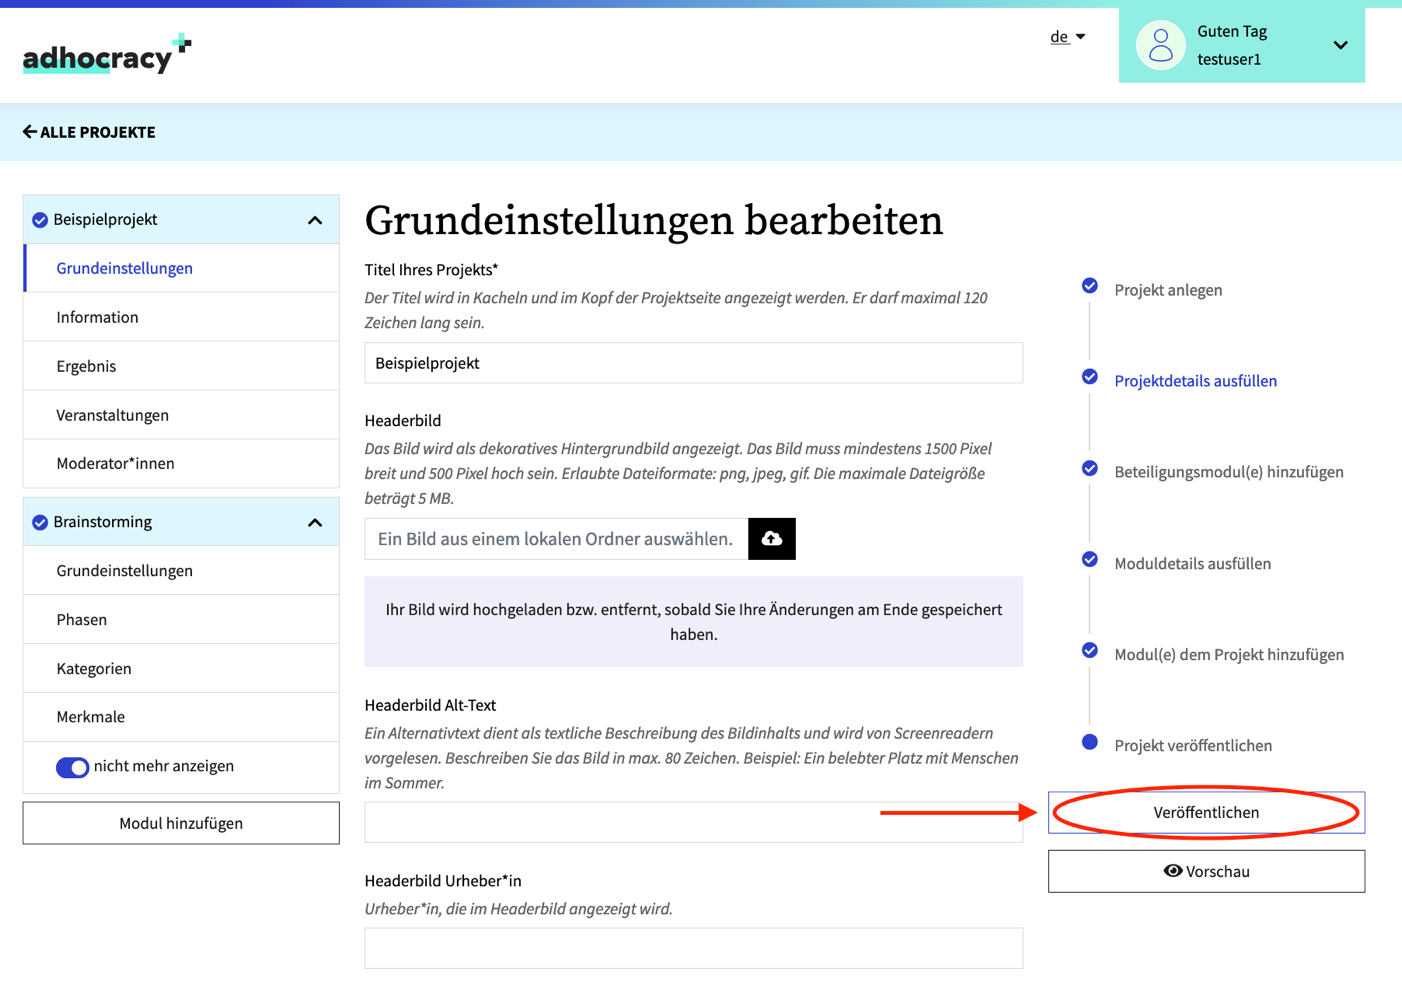 adhocracy+
de
Guten Tag
testuser1
ALLE PROJEKTE
Beispielprojekt
Grundeinstellungen
Information
Ergebnis
Veranstaltungen
Moderator*innen
Brainstorming
Grundeinstellungen
Phasen
Kategorien
Merkmale
nicht mehr anzeigen
Modul hinzufügen
Grundeinstellungen bearbeiten
Titel Ihres Projekts*
Der Titel wird in Kacheln und im Kopf der Projektseite angezeigt werden. Er darf maximal 120
Zeichen lang sein.
Beispielprojekt
Headerbild
Das Bild wird als dekoratives Hintergrundbild angezeigt. Das Bild muss mindestens 1500 Pixel
breit und 500 Pixel hoch sein. Erlaubte Dateiformate: png, jpeg, gif. Die maximale Dateigröße
beträgt 5 MB.
Ein Bild aus einem lokalen Ordner auswählen.
Ihr Bild wird hochgeladen bzw. entfernt, sobald Sie Ihre Änderungen am Ende gespeichert
haben.
Headerbild Alt-Text
Ein Alternativtext dient als textliche Beschreibung des Bildinhalts und wird von Screenreadern
vorgelesen. Beschreiben Sie das Bild in max. 80 Zeichen. Beispiel: Ein belebter Platz mit Menschen
im Sommer.
Headerbild Urheber*in
Urheber*in, die im Headerbild angezeigt wird.
Projekt anlegen
Projektdetails ausfüllen
Beteiligungsmodul(e) hinzufügen
Moduldetails ausfüllen
Modul(e) dem Projekt hinzufügen
Projekt veröffentlichen
Veröffentlichen
Vorschau